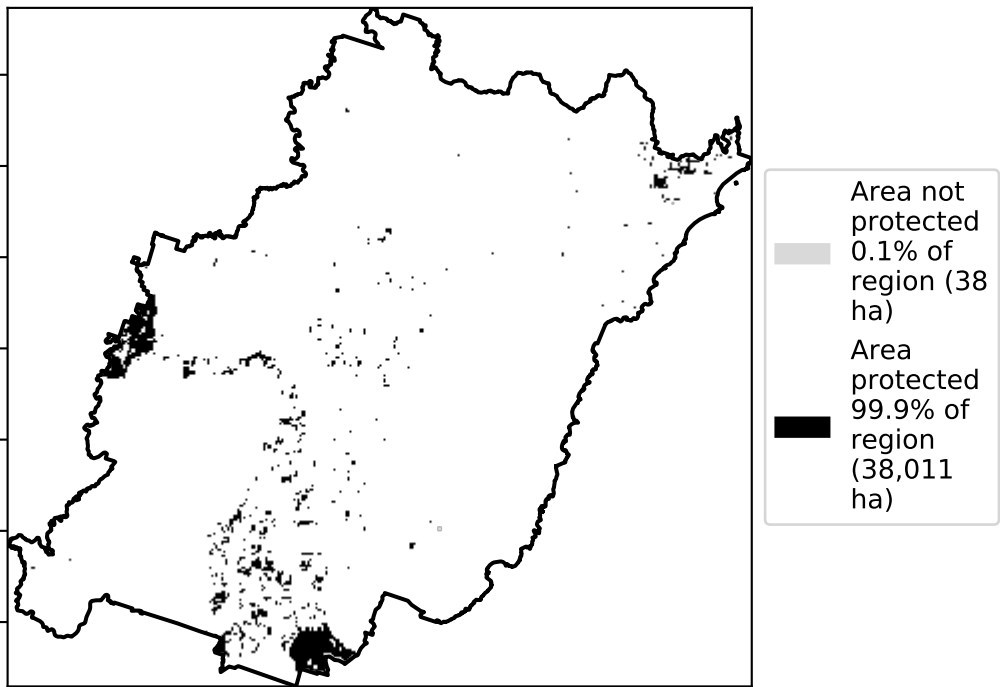 Area not
protected
0.1% of
region (38
ha)
Area
protected
99.9% of
region
(38,011
ha)